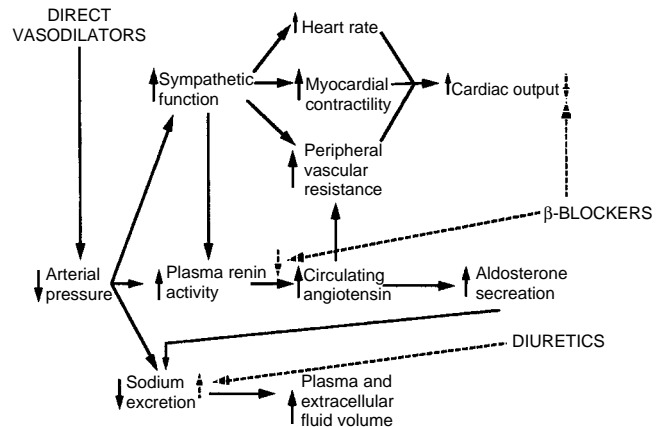 DIRECT
VASODILATORS
Heart rate
Sympathetic
function
Myocardial
contractility
Cardiac output
Peripheral
vascular
resistance
β-BLOCKERS
Arterial
pressure
Plasma renin
activity
Circulating
angiotensin
Aldosterone
secreation
DIURETICS
Sodium
excretion
Plasma and
extracellular
fluid volume